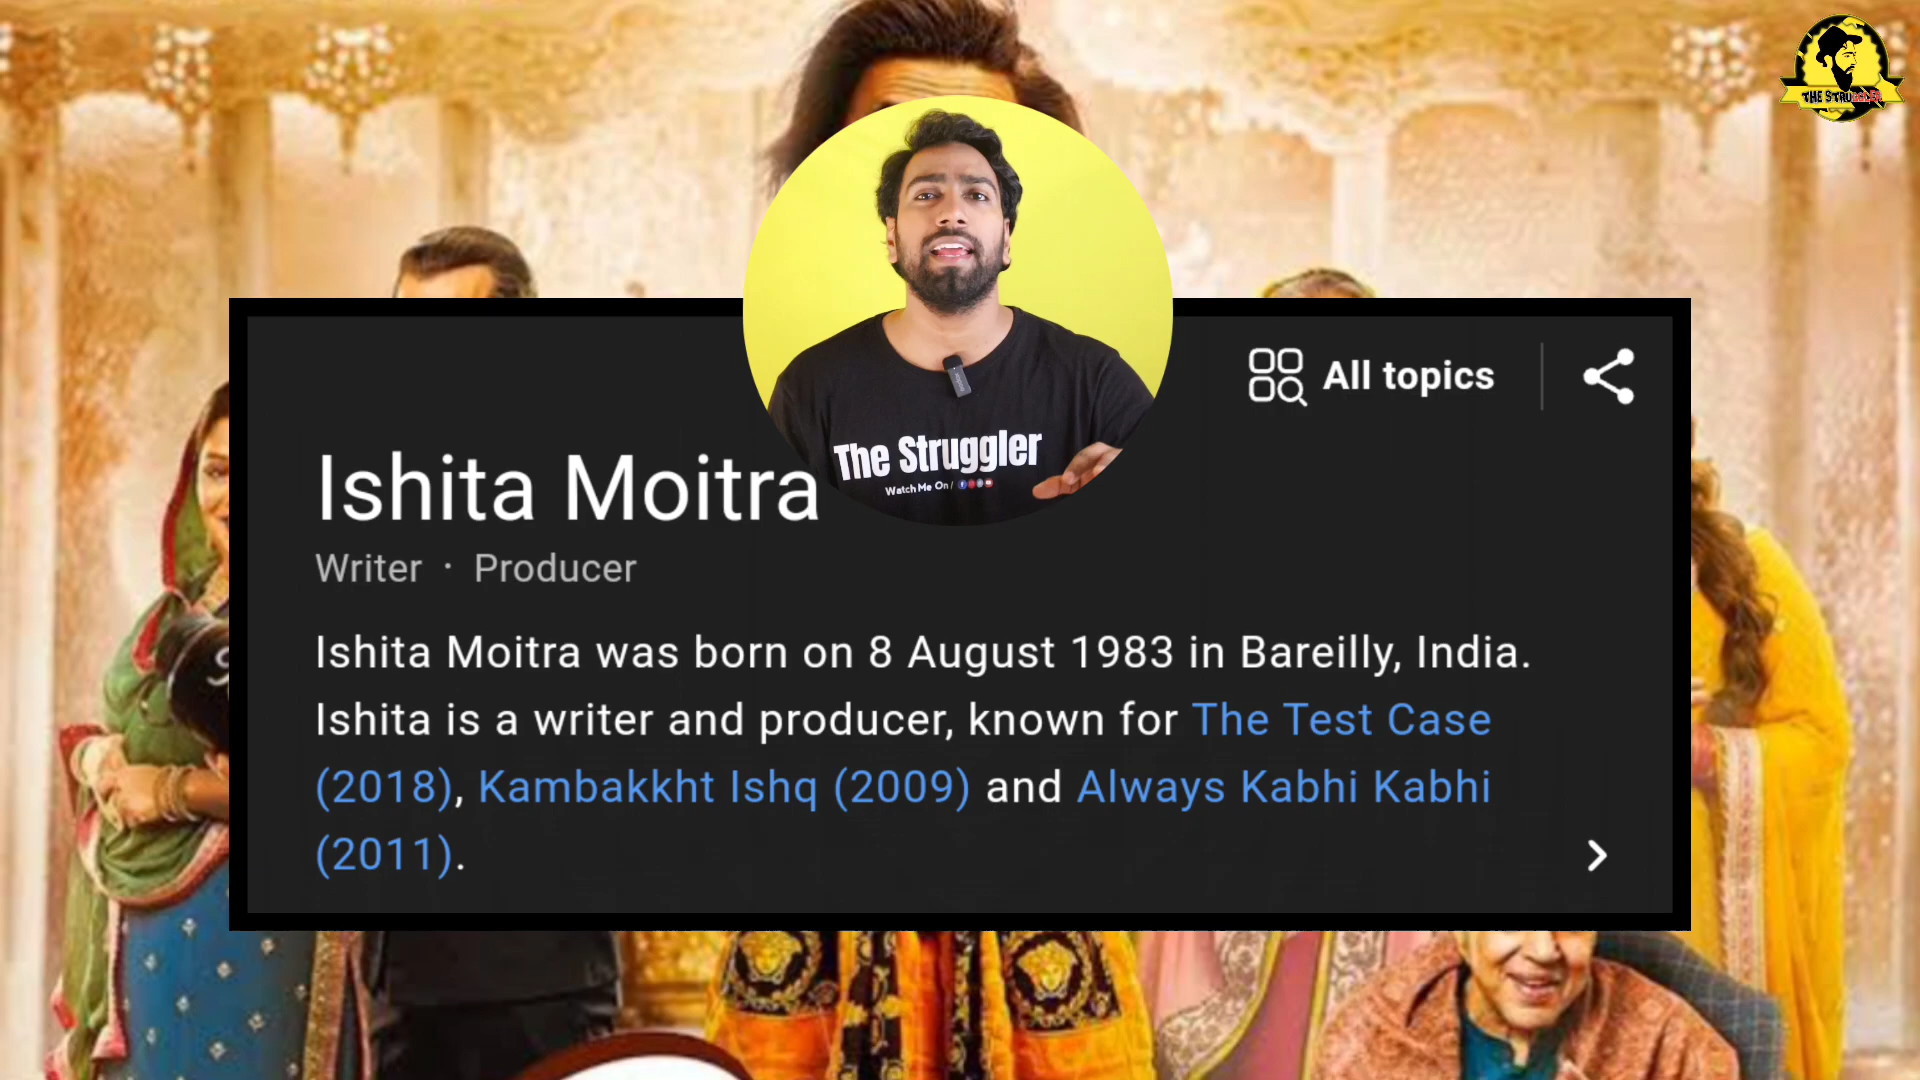 THE STRUGGLER
All topics
The Struggler
Watch Me On /
Ishita Moitra
Writer · Producer
Ishita Moitra was born on 8 August 1983 in Bareilly, India.
Ishita is a writer and producer, known for The Test Case
(2018), Kambakkht Ishq (2009) and Always Kabhi Kabhi
(2011).